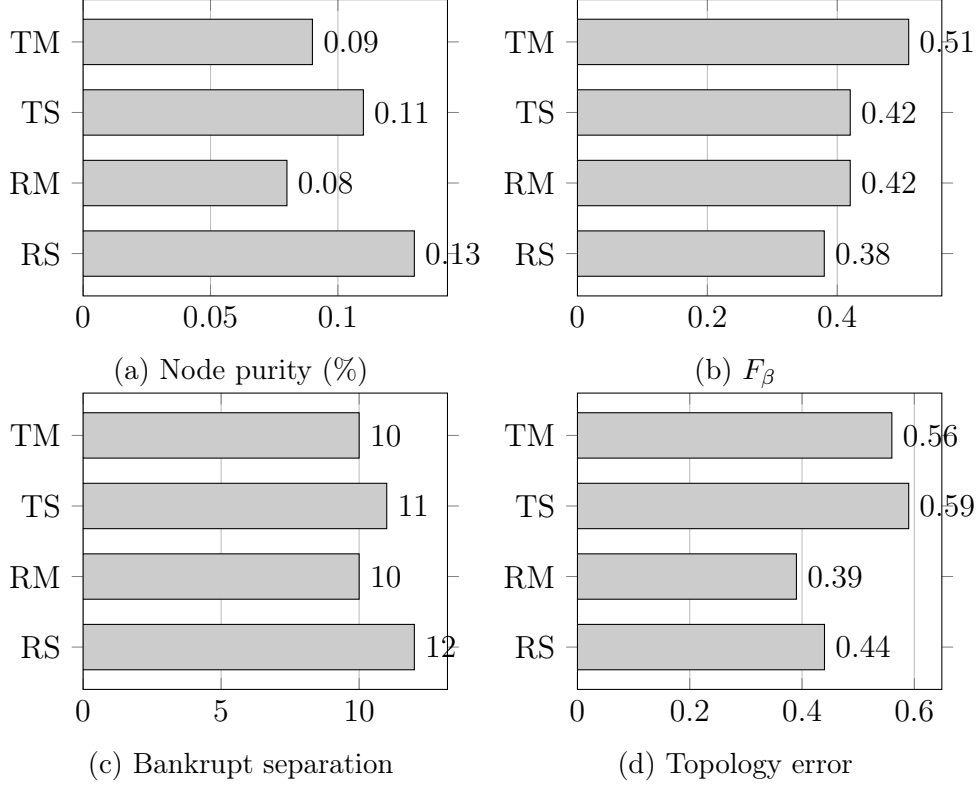 TM
0.09
TS
0.11
RM
0.08
RS
0.13
0
0.05
0.1
(a) Node purity (%)
TM
0.51
TS
0.42
RM
0.42
RS
0.38
0
0.2
0.4
(b) Fβ
TM
10
TS
11
RM
10
RS
12
0
5
10
(c) Bankrupt separation
TM
0.56
TS
0.59
RM
0.39
RS
0.44
0
0.2
0.4
0.6
(d) Topology error